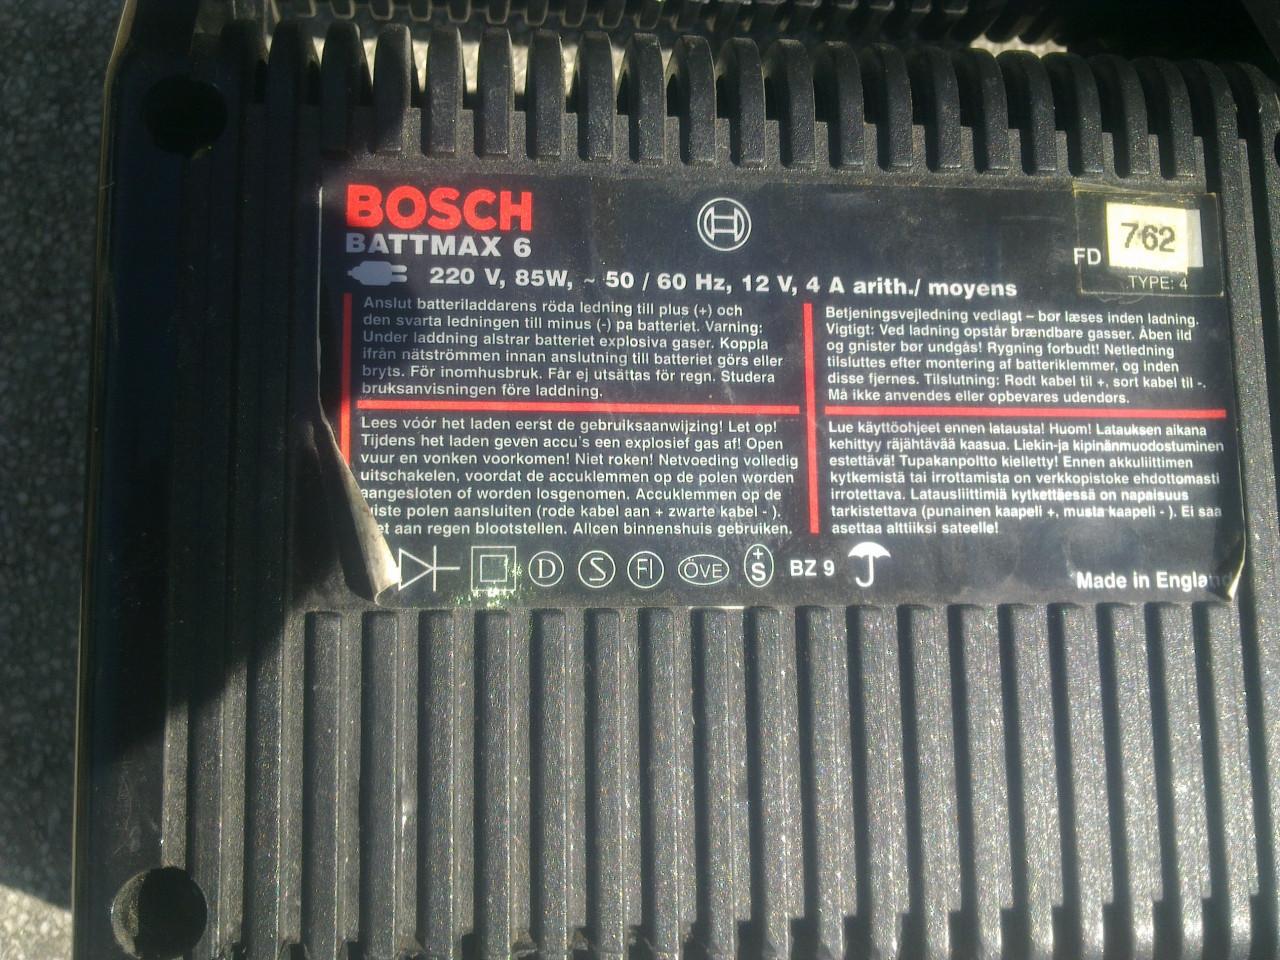 BOSCH
BATTMAX 6
762
FD
TYPE: 4
220 V, 85W, ~ 50 / 60 Hz, 12 V, 4 A arith./ moyens
Anslut batteriladdarens röda ledning till plus (+) och
den svarta ledningen till minus (-) pa batteriet. Varning:
Under laddning alstrar batteriet explosiva gaser. Koppla
ifrån nätströmmen innan anslutning till batteriet görs eller
bryts. För inomhusbruk. Får ej utsättas för regn. Studera
bruksanvisningen före laddning.
Betjeningsvejledning vedlagt – bør læses inden ladning.
Vigtigt: Ved ladning opstår brændbare gasser. Åben ild
og gnister bør undgås! Rygning forbudt! Netledning
tilsluttes efter montering af batteriklemmer, og inden
disse fjernes. Tilslutning: Rødt kabel til +, sort kabel til -.
Må ikke anvendes eller opbevares udendørs.
Lees vóór het laden eerst de gebruiksaanwijzing! Let op!
Tijdens het laden geven accu's een explosief gas af! Open
vuur en vonken voorkomen! Niet roken! Netvoeding volledig
uitschakelen, voordat de accuklemmen op de polen worden
aangesloten of worden losgenomen. Accuklemmen op de
polen aansluiten (rode kabel aan + zwarte kabel - ).
aan regen blootstellen. Allcen binnenshuis gebruiken.
Lue käyttöohjeet ennen latausta! Huom! Latauksen aikana
kehittyy räjähtävää kaasua. Liekin-ja kipinänmuodostuminen
estettävä! Tupakanpoltto kielletty! Ennen akkuliittimen
kytkemistä tai irrottamista on verkkopistoke ehdottomasti
irrotettava. Latausliittimiä kytkettäessä on napaisuus
tarkistettava (punainen kaapeli +, musta kaapeli - ). Ei saa
asettaa alttiiksi sateelle!
D S FI ÖVE +S BZ 9
Made in England